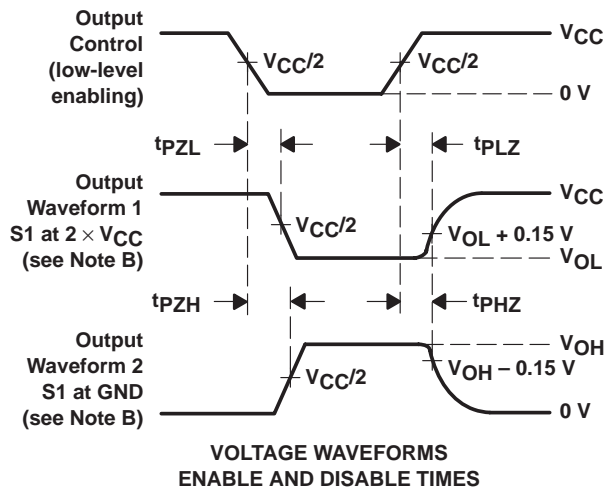 Output
Control
(low-level
enabling)
VCC/2
VCC/2
VCC
0 V
tPZL
tPLZ
Output
Waveform 1
S1 at 2 × VCC
(see Note B)
VCC/2
VCC
VOL + 0.15 V
VOL
tPZH
tPHZ
Output
Waveform 2
S1 at GND
(see Note B)
VCC/2
VOH
VOH − 0.15 V
0 V
VOLTAGE WAVEFORMS
ENABLE AND DISABLE TIMES